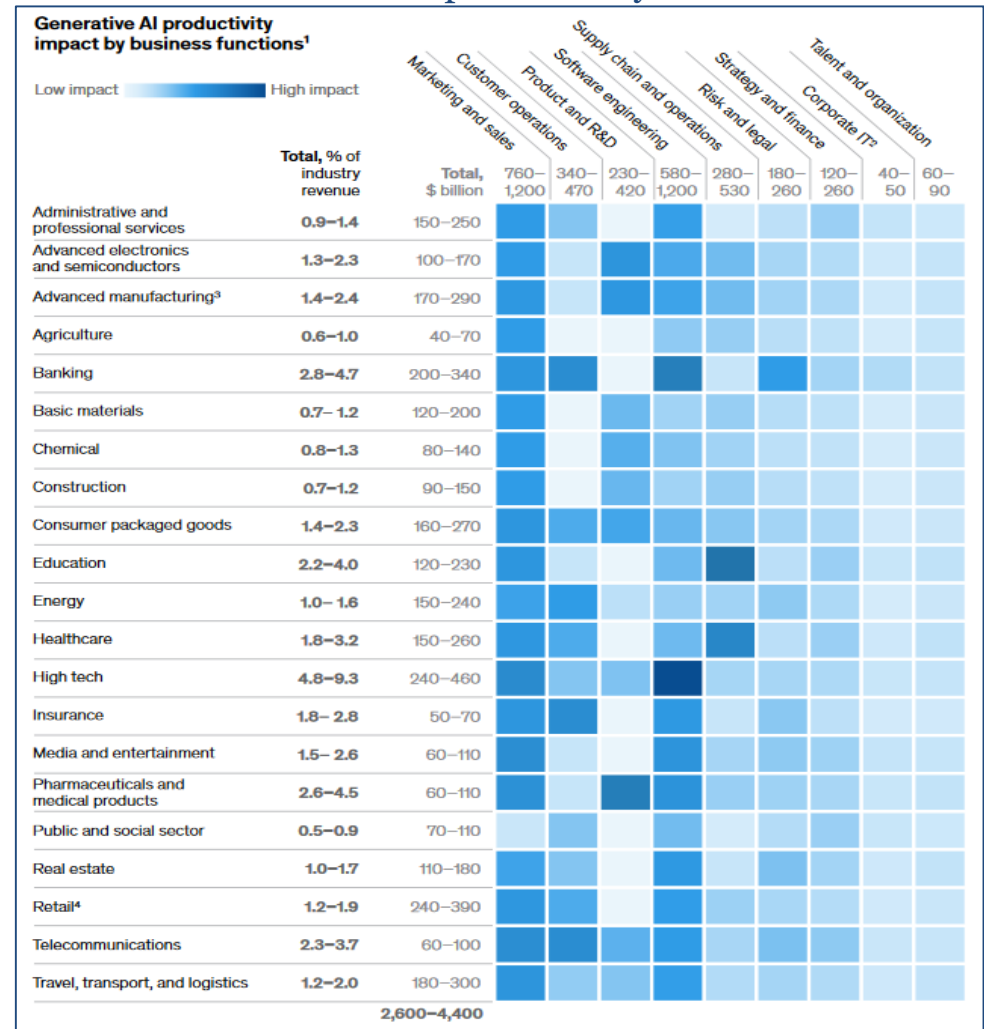 Generative AI productivity
impact by business functions¹
Low impact
High impact
Marketing and sales
Customer operations
Product and R&D
Software engineering
Supply chain and operations
Risk and legal
Strategy and finance
Corporate IT²
Talent and organization
Total, % of
industry
revenue
Total,
$ billion
760–
1,200
340–
470
230–
420
580–
1,200
280–
530
180–
260
120–
260
40–
50
60–
90
Administrative and
professional services
0.9–1.4
150–250
Advanced electronics
and semiconductors
1.3–2.3
100–170
Advanced manufacturing³
1.4–2.4
170–290
Agriculture
0.6–1.0
40–70
Banking
2.8–4.7
200–340
Basic materials
0.7– 1.2
120–200
Chemical
0.8–1.3
80–140
Construction
0.7–1.2
90–150
Consumer packaged goods
1.4–2.3
160–270
Education
2.2–4.0
120–230
Energy
1.0– 1.6
150–240
Healthcare
1.8–3.2
150–260
High tech
4.8–9.3
240–460
Insurance
1.8– 2.8
50–70
Media and entertainment
1.5– 2.6
60–110
Pharmaceuticals and
medical products
2.6–4.5
60–110
Public and social sector
0.5–0.9
70–110
Real estate
1.0–1.7
110–180
Retail⁴
1.2–1.9
240–390
Telecommunications
2.3–3.7
60–100
Travel, transport, and logistics
1.2–2.0
180–300
2,600–4,400